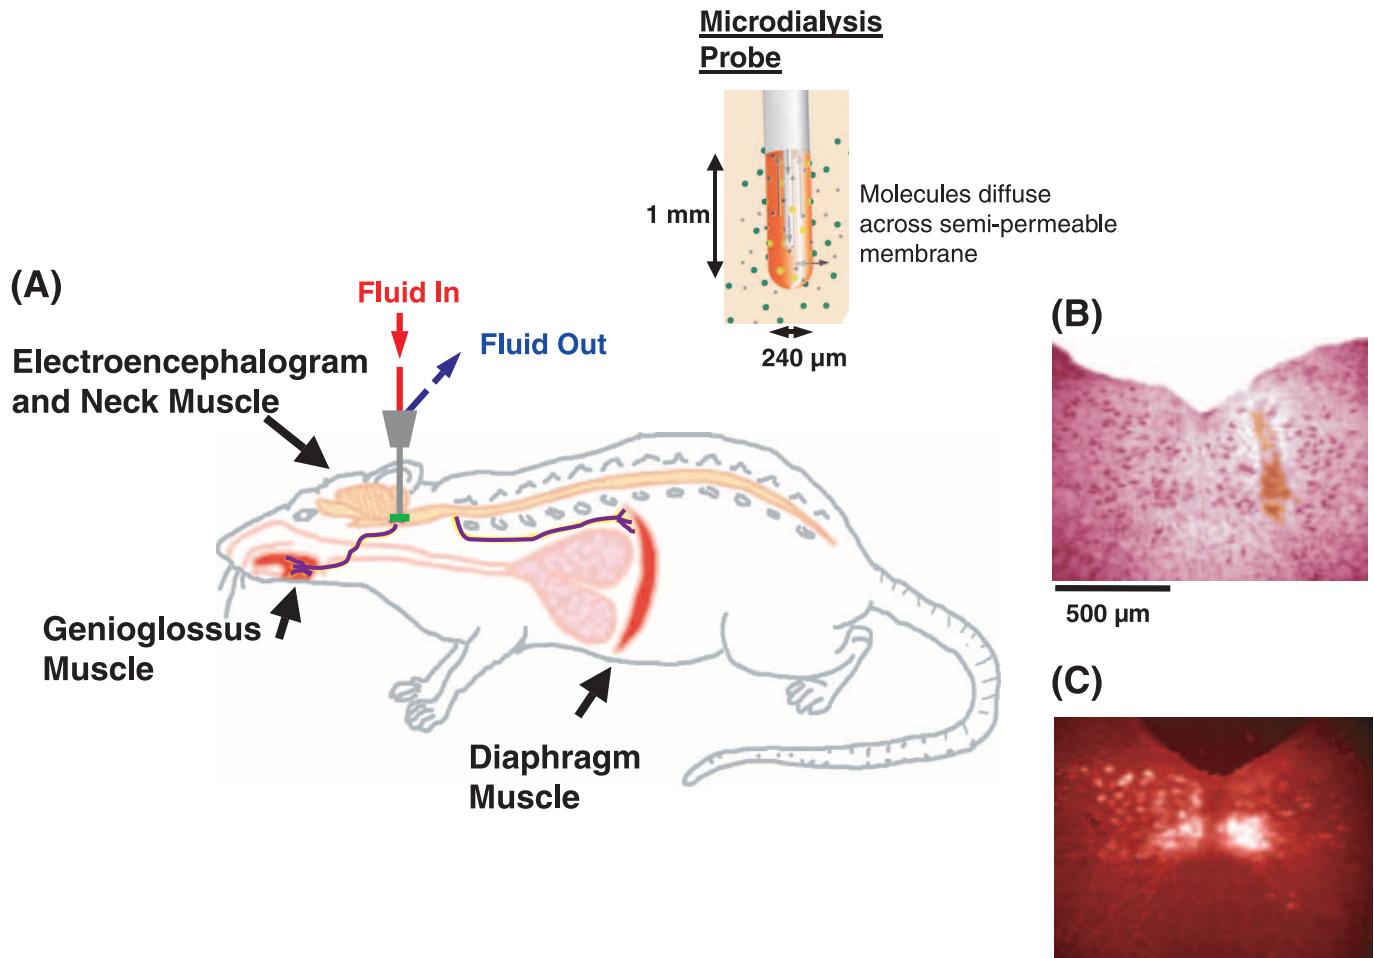 Microdialysis
Probe
1 mm
Molecules diffuse
across semi-permeable
membrane
240 µm
(A)
Fluid In
Fluid Out
Electroencephalogram
and Neck Muscle
Genioglossus
Muscle
Diaphragm
Muscle
(B)
500 µm
(C)